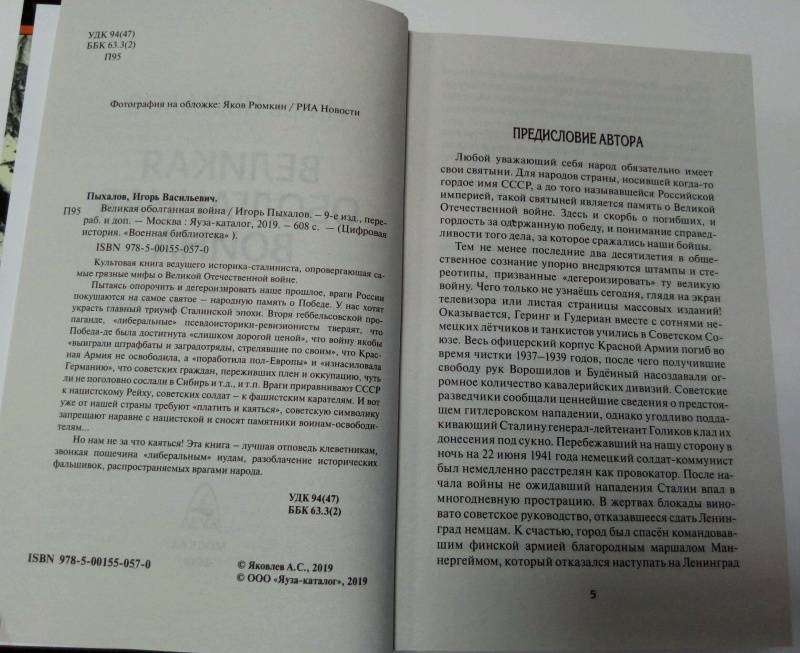 УДК 94(47)
ББК 63.3(2)
П95
Фотография на обложке: Яков Рюмкин / РИА Новости
Пыхалов, Игорь Васильевич.
П95 Великая оболганная война / Игорь Пыхалов. – 9-е изд., пере-
раб. и доп. – Москва : Яуза-каталог, 2019. – 608 с. – (Цифровая
история. «Военная библиотека» ).
ISBN 978-5-00155-057-0
Культовая книга ведущего историка-сталиниста, опровергающая са-
мые грязные мифы о Великой Отечественной войне.
Пытаясь опорочить и дегероизировать наше прошлое, враги России
покушаются на самое святое – народную память о Победе. У нас хотят
украсть главный триумф Сталинской эпохи. Вторя геббельсовской про-
паганде, «либеральные» псевдоисторики-ревизионисты твердят, что
Победа-де была достигнута «слишком дорогой ценой», что войну якобы
«выиграли штрафбаты и заградотряды, стрелявшие по своим», что Крас-
ная Армия не освободила, а «поработила пол-Европы» и «изнасиловала
Германию», что советских граждан, переживших плен и оккупацию, чуть
ли не поголовно сослали в Сибирь и т.д., и т.п. Враги приравнивают СССР
к нацистскому Рейху, советских солдат – к фашистским карателям. И вот
уже от нашей страны требуют «платить и каяться», советскую символику
запрещают наравне с нацистской и сносят памятники воинам-освободи-
телям...
Но нам не за что каяться! Эта книга – лучшая отповедь клеветникам,
звонкая пощечина «либеральным» иудам, разоблачение исторических
фальшивок, распространяемых врагами народа.
УДК 94(47)
ББК 63.3(2)
ISBN 978-5-00155-057-0
© Яковлев А.С., 2019
© ООО «Яуза-каталог», 2019
ПРЕДИСЛОВИЕ АВТОРА
Любой уважающий себя народ обязательно имеет
свои святыни. Для народов страны, носившей когда-то
гордое имя СССР, а до того называвшейся Российской
империей, такой святыней является память о Великой
Отечественной войне. Здесь и скорбь о погибших, и
гордость за одержанную победу, и понимание справед-
ливости того дела, за которое сражались наши бойцы.
Тем не менее последние два десятилетия в обще-
ственное сознание упорно внедряются штампы и сте-
реотипы, призванные «дегероизировать» ту великую
войну. Чего только не узнаёшь сегодня, глядя на экран
телевизора или листая страницы массовых изданий!
Оказывается, Геринг и Гудериан вместе с сотнями не-
мецких лётчиков и танкистов учились в Советском Со-
юзе. Весь офицерский корпус Красной Армии погиб во
время чистки 1937–1939 годов, после чего получившие
свободу рук Ворошилов и Будённый насоздавали ог-
ромное количество кавалерийских дивизий. Советские
разведчики сообщали ценнейшие сведения о предстоя-
щем гитлеровском нападении, однако угодливо подда-
кивающий Сталину генерал-лейтенант Голиков клал их
донесения под сукно. Перебежавший на нашу сторону в
ночь на 22 июня 1941 года немецкий солдат-коммунист
был немедленно расстрелян как провокатор. После на-
чала войны не ожидавший нападения Сталин впал в
многодневную прострацию. В жертвах блокады вино-
вато советское руководство, отказавшееся сдать Ленин-
град немцам. К счастью, город был спасён командовав-
шим финской армией благородным маршалом Ман-
нергеймом, который отказался наступать на Ленинград
5